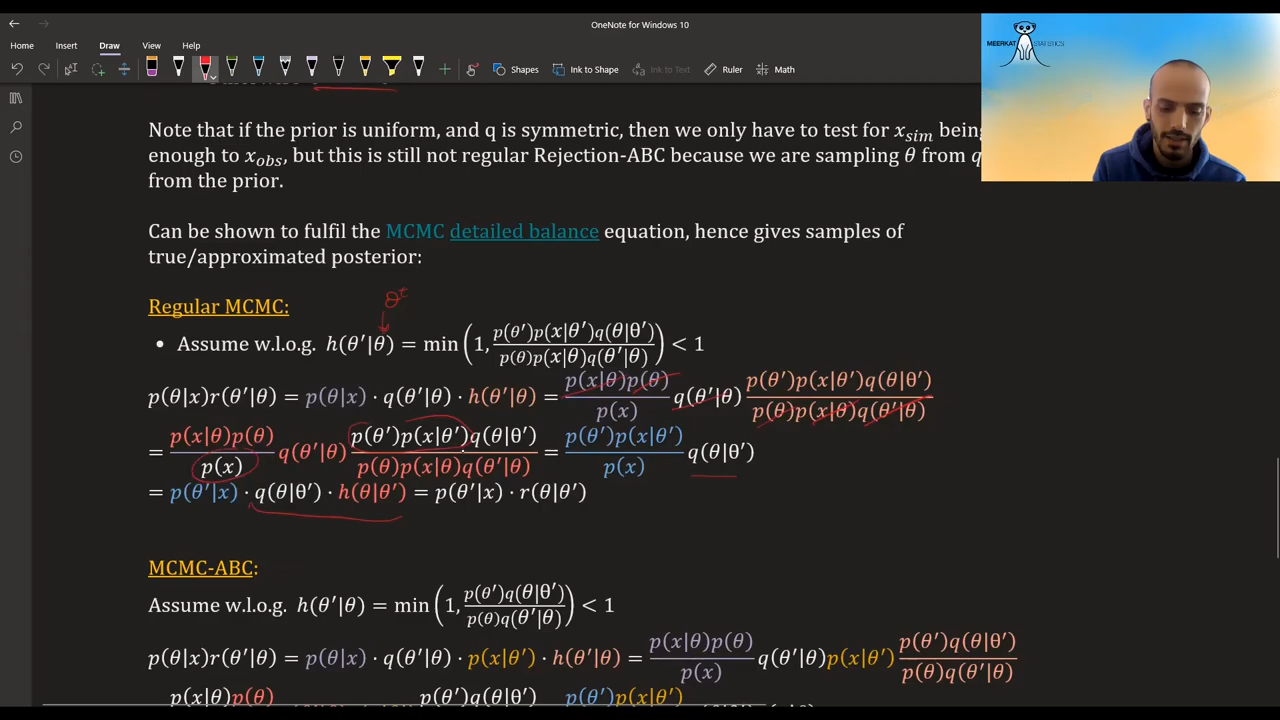 OneNote for Windows 10
Home Insert Draw View Help
Shapes Ink to Shape Ink to Text Ruler Math
MEERKAT STATISTICS
Note that if the prior is uniform, and q is symmetric, then we only have to test for x_sim being
enough to x_obs, but this is still not regular Rejection-ABC because we are sampling θ from q
from the prior.
Can be shown to fulfil the MCMC detailed balance equation, hence gives samples of
true/approximated posterior:
θᵗ
Regular MCMC:
• Assume w.l.o.g. h(θ′|θ) = min(1, p(θ′)p(x|θ′)q(θ|θ′) / p(θ)p(x|θ)q(θ′|θ)) < 1
p(θ|x)r(θ′|θ) = p(θ|x) · q(θ′|θ) · h(θ′|θ) = p(x|θ)p(θ) / p(x) q(θ′|θ) p(θ′)p(x|θ′)q(θ|θ′) / p(θ)p(x|θ)q(θ′|θ)
= p(x|θ)p(θ) / p(x) q(θ′|θ) p(θ′)p(x|θ′)q(θ|θ′) / p(θ)p(x|θ)q(θ′|θ) = p(θ′)p(x|θ′) / p(x) q(θ|θ′)
= p(θ′|x) · q(θ|θ′) · h(θ|θ′) = p(θ′|x) · r(θ|θ′)
MCMC-ABC:
Assume w.l.o.g. h(θ′|θ) = min(1, p(θ′)q(θ|θ′) / p(θ)q(θ′|θ)) < 1
p(θ|x)r(θ′|θ) = p(θ|x) · q(θ′|θ) · p(x|θ′) · h(θ′|θ) = p(x|θ)p(θ) / p(x) q(θ′|θ)p(x|θ′) p(θ′)q(θ|θ′) / p(θ)q(θ′|θ)
p(x|θ)p(θ) p(θ′)q(θ|θ′) p(θ′)p(x|θ′)